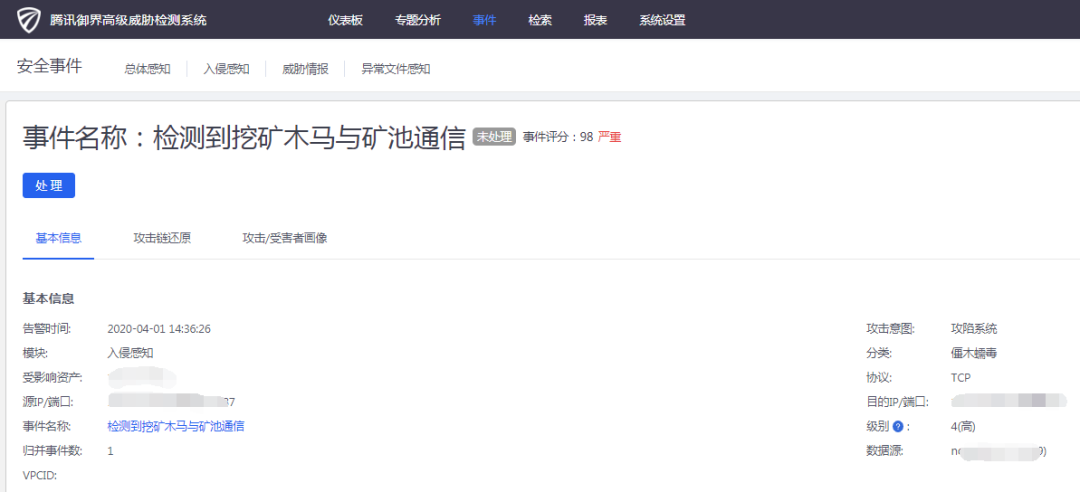 腾讯御界高级威胁检测系统 仪表板 专题分析 事件 检索 报表 系统设置
安全事件 总体感知 入侵感知 威胁情报 异常文件感知
事件名称：检测到挖矿木马与矿池通信 未处理 事件评分：98 严重
处理
基本信息 攻击链还原 攻击/受害者画像
基本信息
告警时间: 2020-04-01 14:36:26 攻击意图: 攻陷系统
模块: 入侵感知 分类: 僵木蠕毒
受影响资产: 协议: TCP
源IP/端口: 37 目的IP/端口:
事件名称: 检测到挖矿木马与矿池通信 级别 ? : 4(高)
归并事件数: 1 数据源: 9)
VPCID: